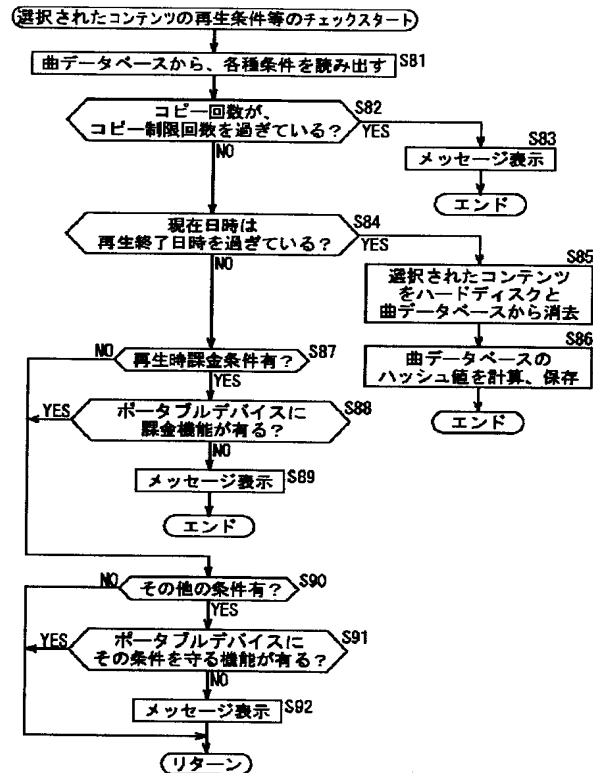 選択されたコンテンツの再生条件等のチェックスタート
曲データベースから、各種条件を読み出す
S81
コピー回数が、
コピー制限回数を過ぎている?
S82
YES
NO
S83
メッセージ表示
エンド
現在日時は
再生終了日時を過ぎている?
S84
YES
NO
S85
選択されたコンテンツ
をハードディスクと
曲データベースから消去
S86
曲データベースの
ハッシュ値を計算、保存
エンド
NO
再生時課金条件有?
S87
YES
YES
ポータブルデバイスに
課金機能が有る?
S88
NO
メッセージ表示
S89
エンド
NO
その他の条件有?
S90
YES
YES
ポータブルデバイスに
その条件を守る機能が有る?
S91
NO
メッセージ表示
S92
リターン